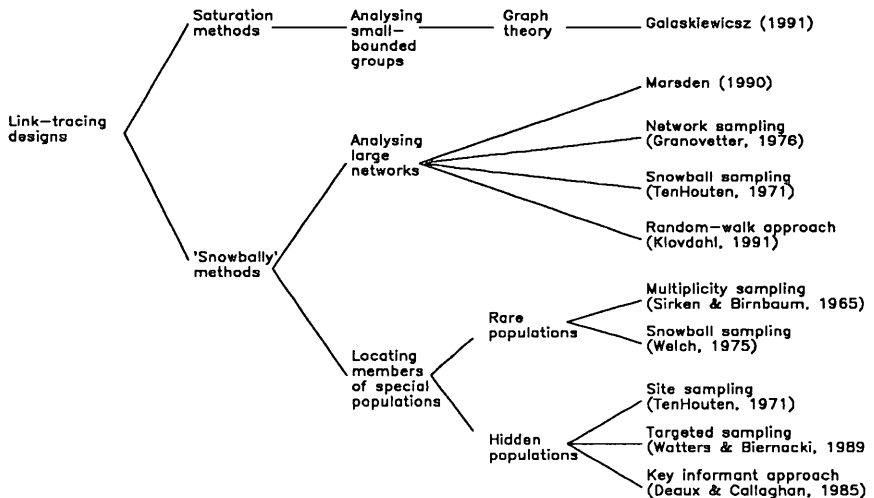 Link-tracing
designs
Saturation
methods
Analysing
small-
bounded
groups
Graph
theory
Galaskiewicsz (1991)
'Snowbally'
methods
Analysing
large
networks
Marsden (1990)
Network sampling
(Granovetter, 1976)
Snowball sampling
(TenHouten, 1971)
Random-walk approach
(Klovdahl, 1991)
Locating
members
of special
populations
Rare
populations
Multiplicity sampling
(Sirken & Birnbaum, 1965)
Snowball sampling
(Welch, 1975)
Hidden
populations
Site sampling
(TenHouten, 1971)
Targeted sampling
(Watters & Biernacki, 1989
Key informant approach
(Deaux & Callaghan, 1985)